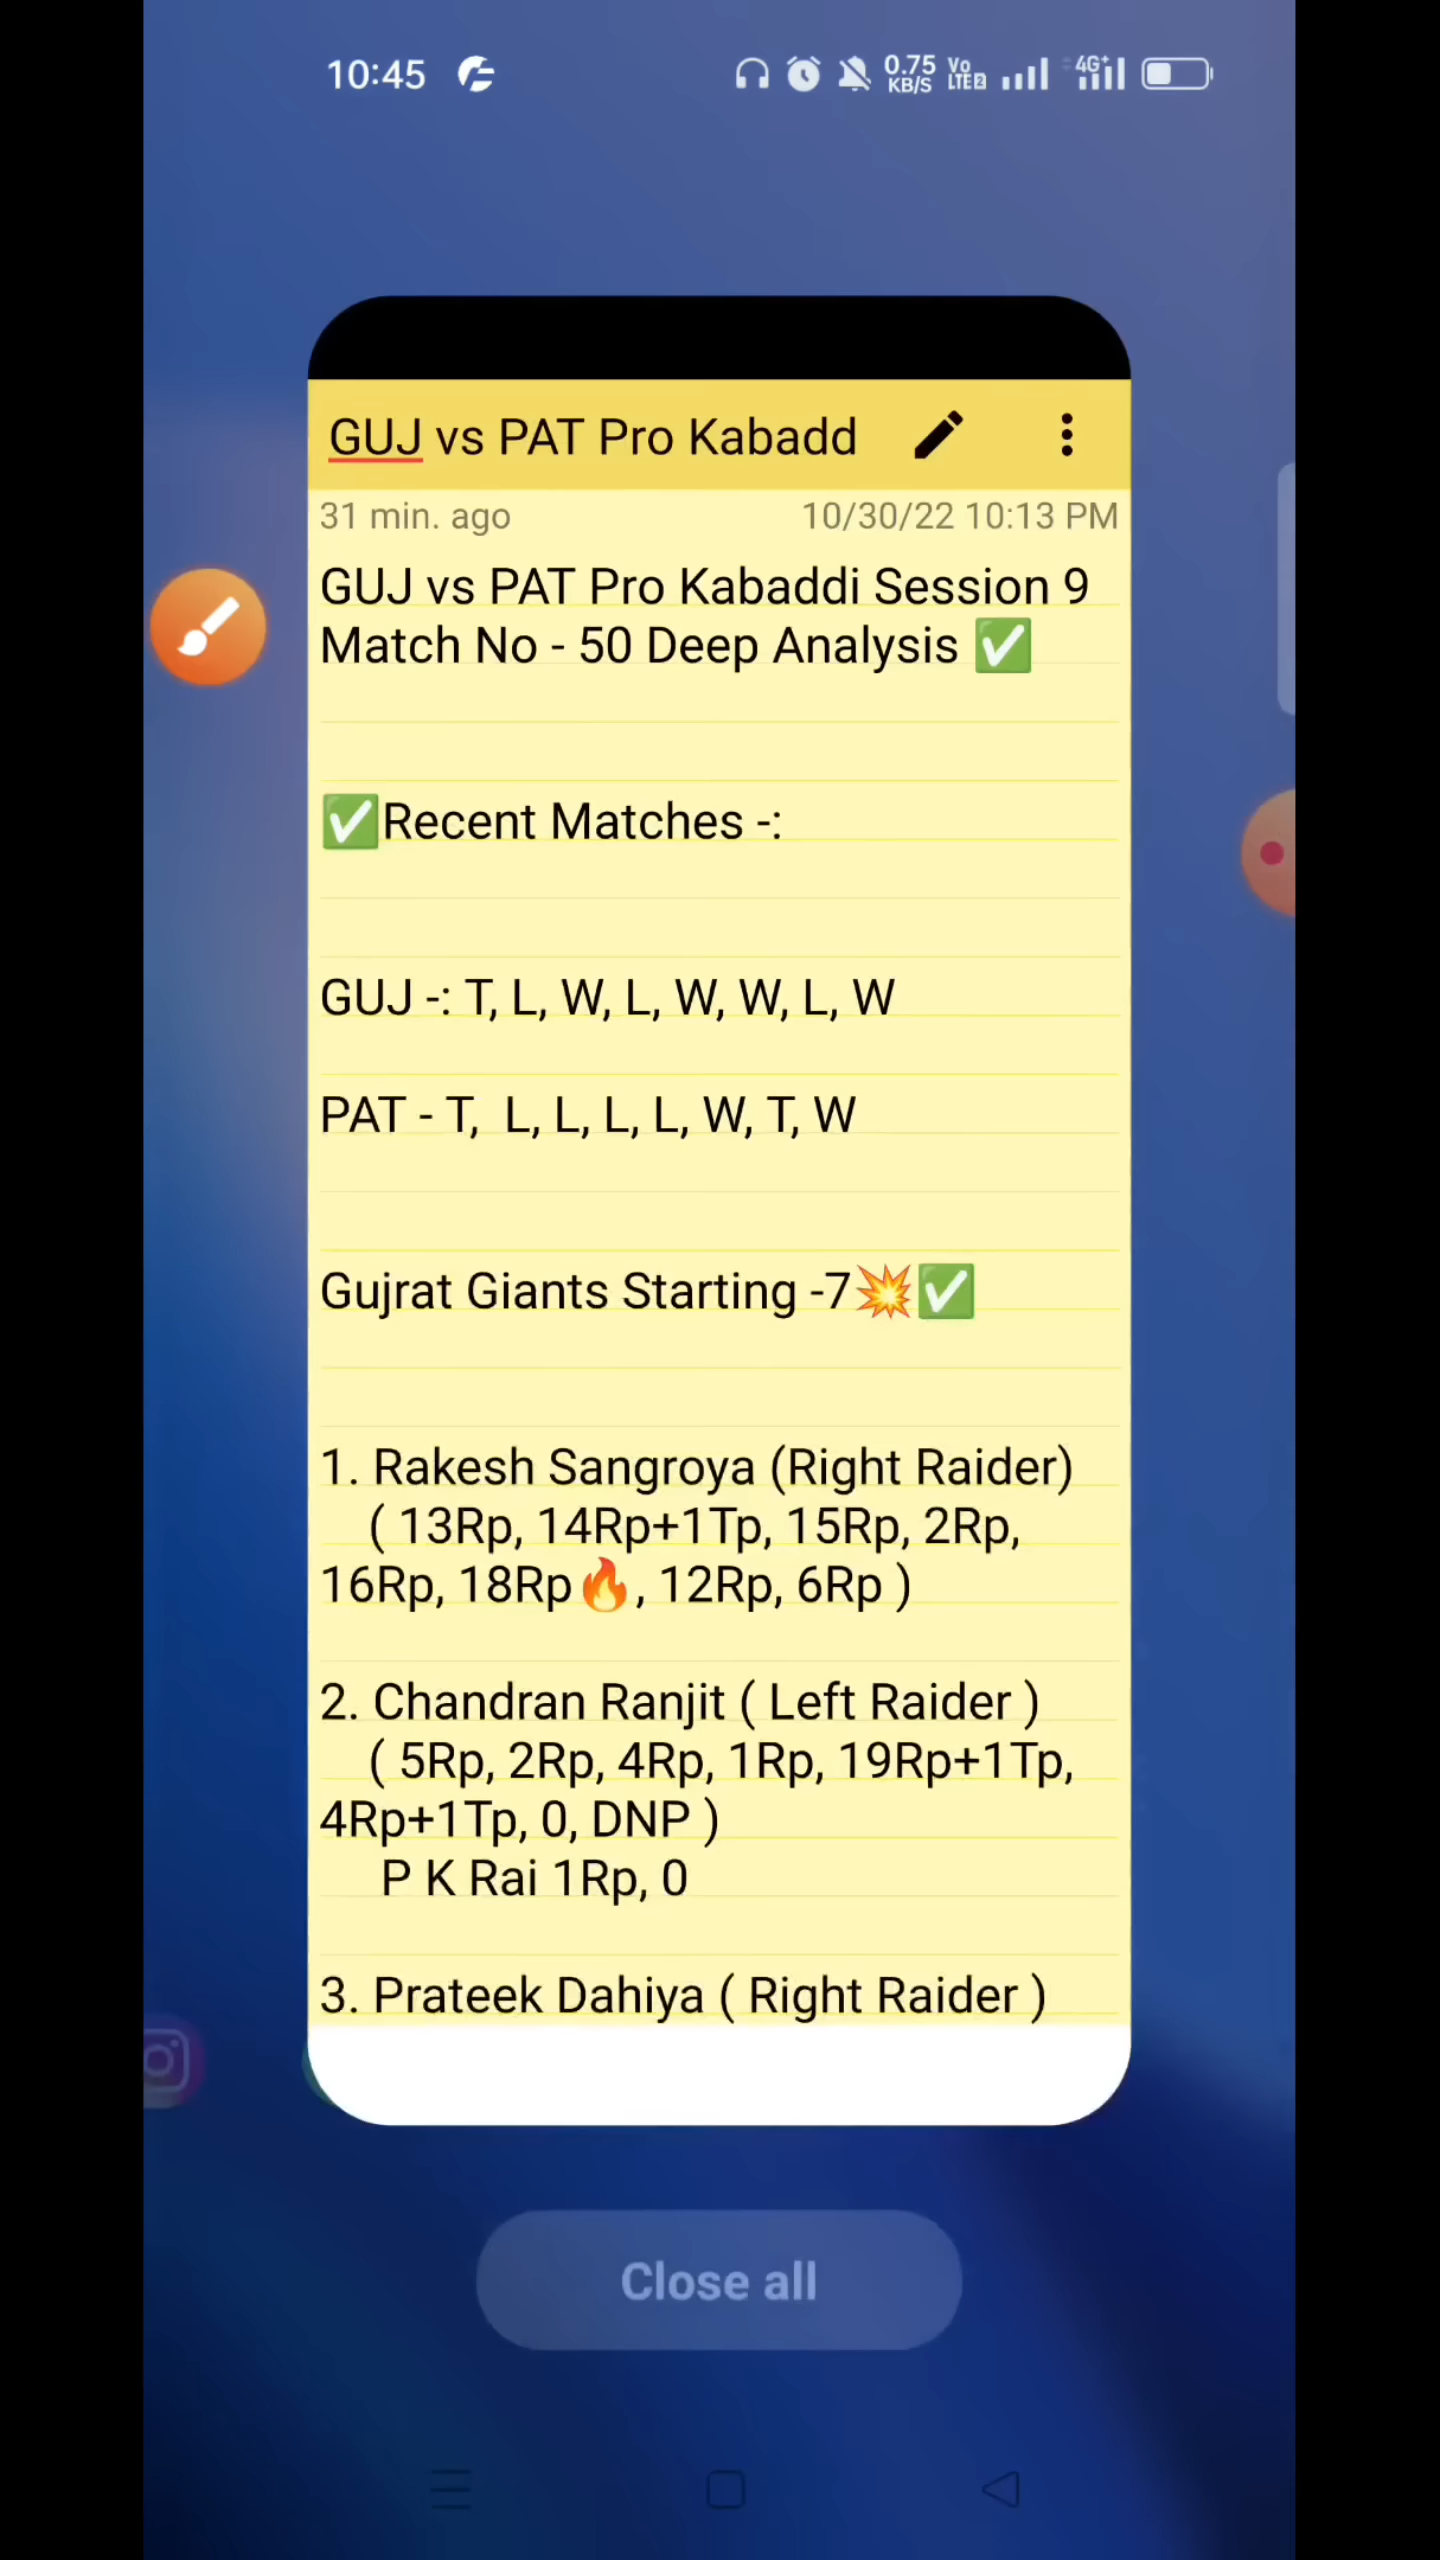 10:45
0.75 KB/S Vo LTE 2 4G+
GUJ vs PAT Pro Kabadd
31 min. ago 10/30/22 10:13 PM
GUJ vs PAT Pro Kabaddi Session 9
Match No - 50 Deep Analysis ✅
✅Recent Matches -:
GUJ -: T, L, W, L, W, W, L, W
PAT - T,  L, L, L, L, W, T, W
Gujrat Giants Starting -7💥✅
1. Rakesh Sangroya (Right Raider)
( 13Rp, 14Rp+1Tp, 15Rp, 2Rp,
16Rp, 18Rp🔥, 12Rp, 6Rp )
2. Chandran Ranjit ( Left Raider )
( 5Rp, 2Rp, 4Rp, 1Rp, 19Rp+1Tp,
4Rp+1Tp, 0, DNP )
P K Rai 1Rp, 0
3. Prateek Dahiya ( Right Raider )
Close all